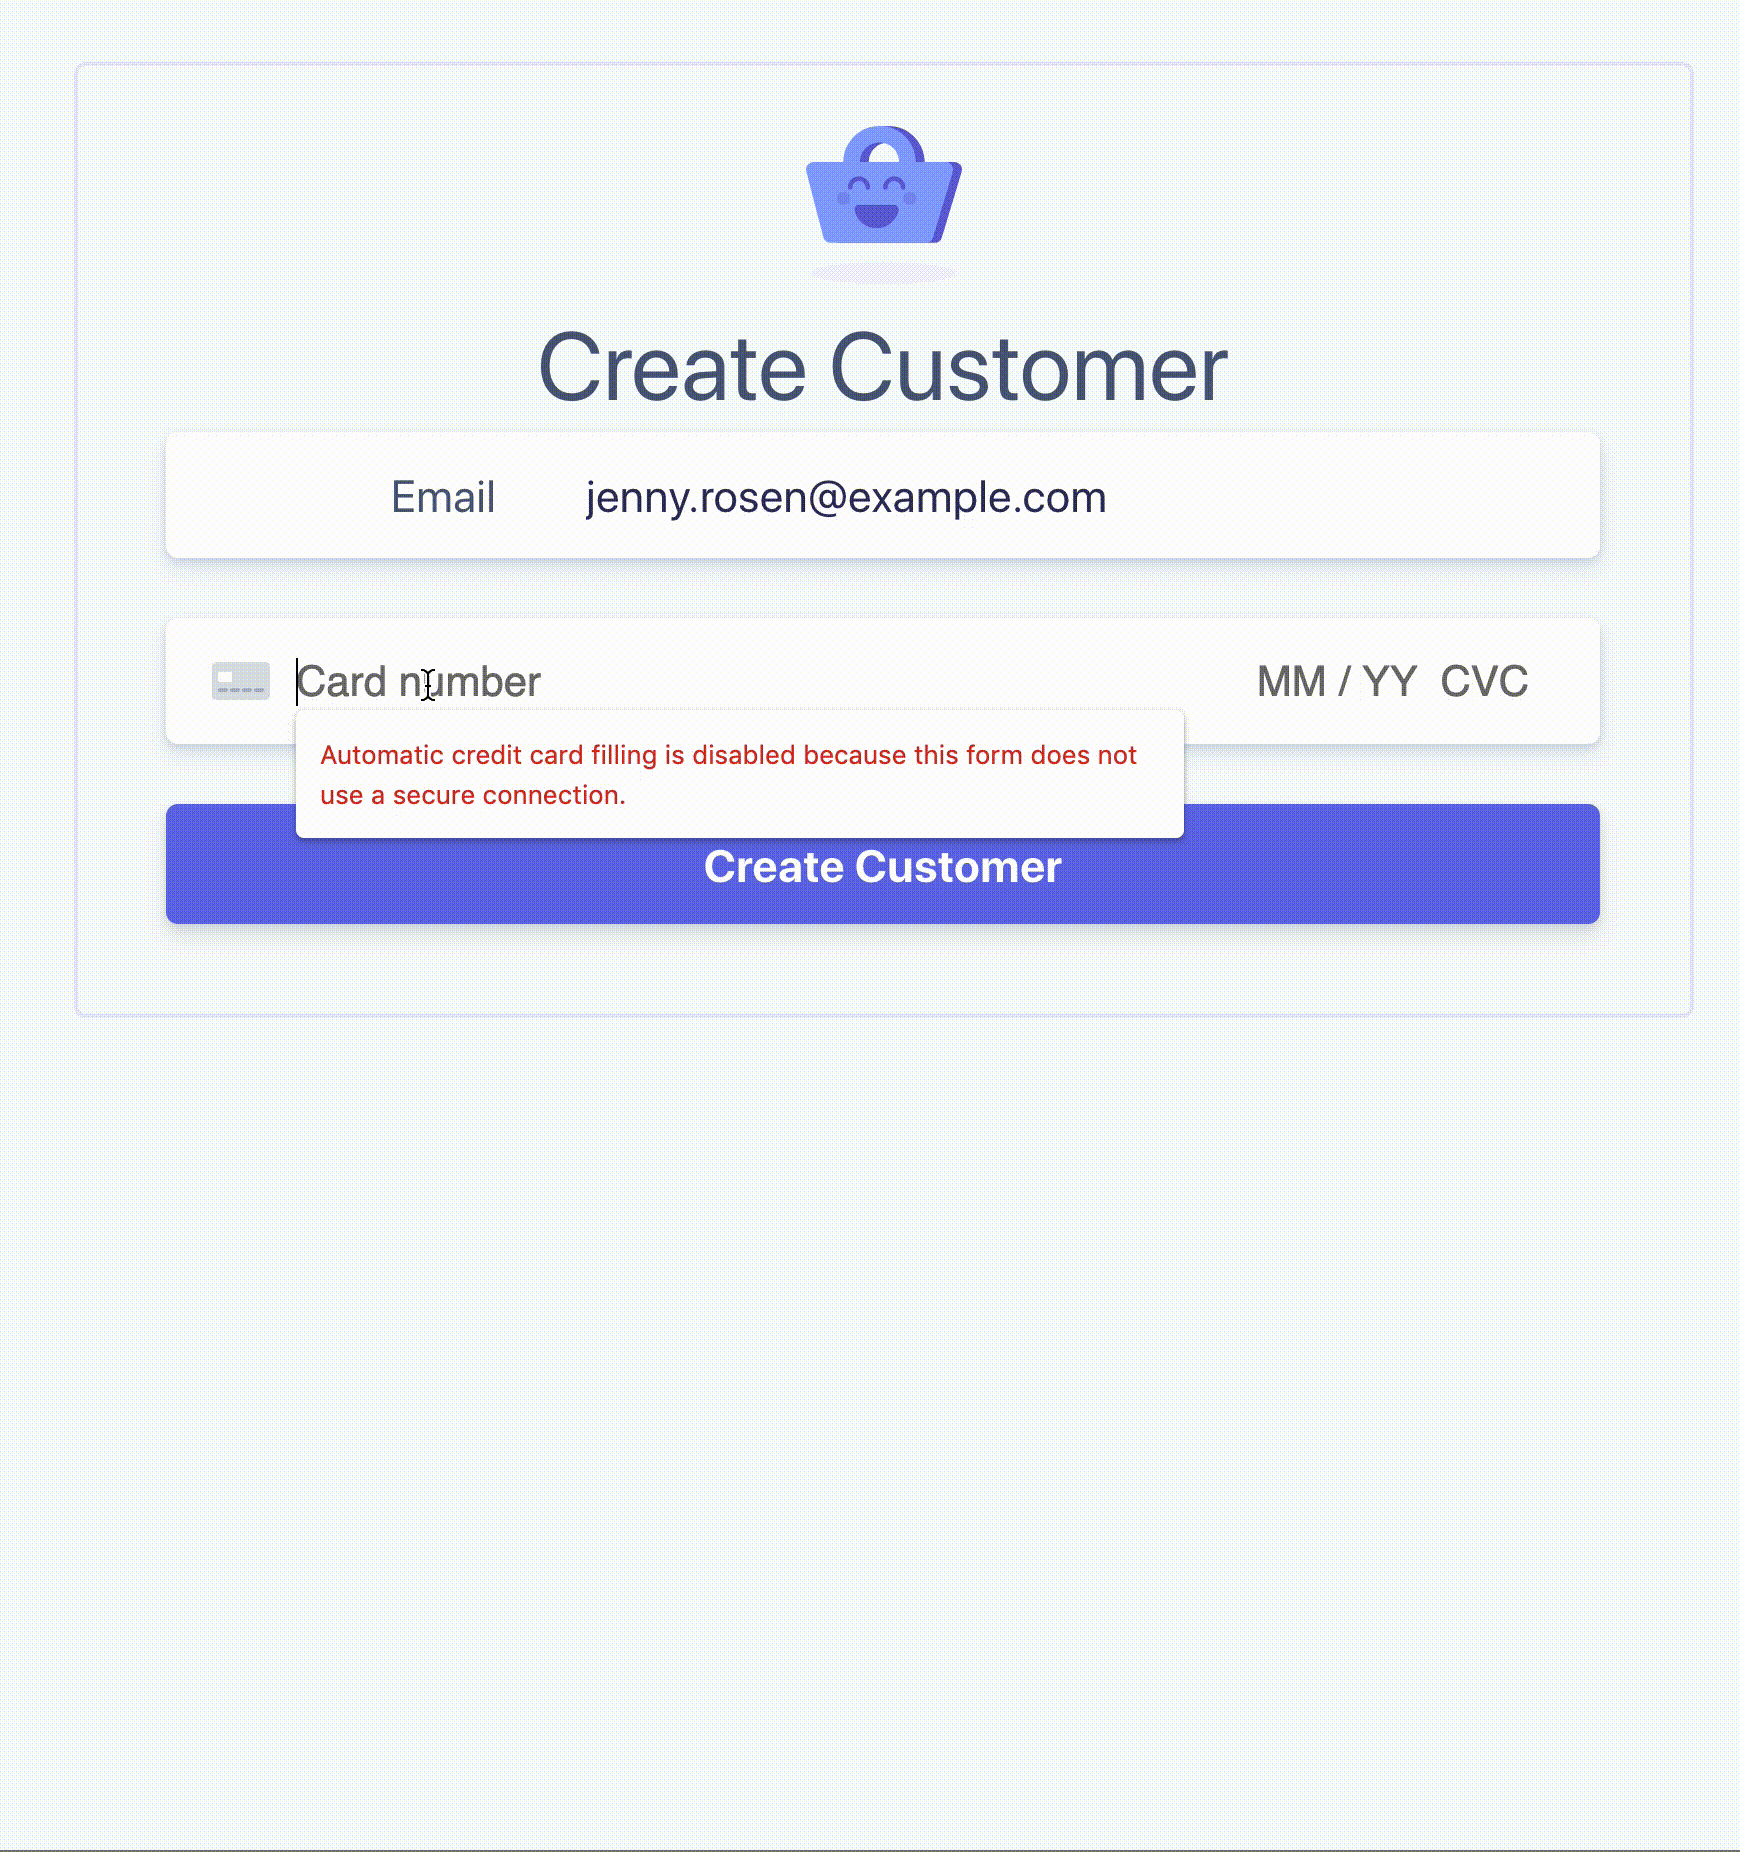 Create Customer
Email jenny.rosen@example.com
Card number MM / YY CVC
Automatic credit card filling is disabled because this form does not
use a secure connection.
Create Customer